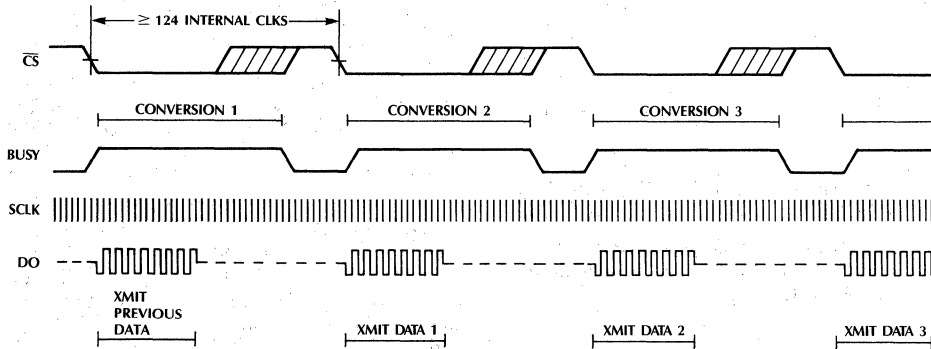 ≥ 124 INTERNAL CLKS
CS
CONVERSION 1
CONVERSION 2
CONVERSION 3
BUSY
SCLK
DO
XMIT
PREVIOUS
DATA
XMIT DATA 1
XMIT DATA 2
XMIT DATA 3